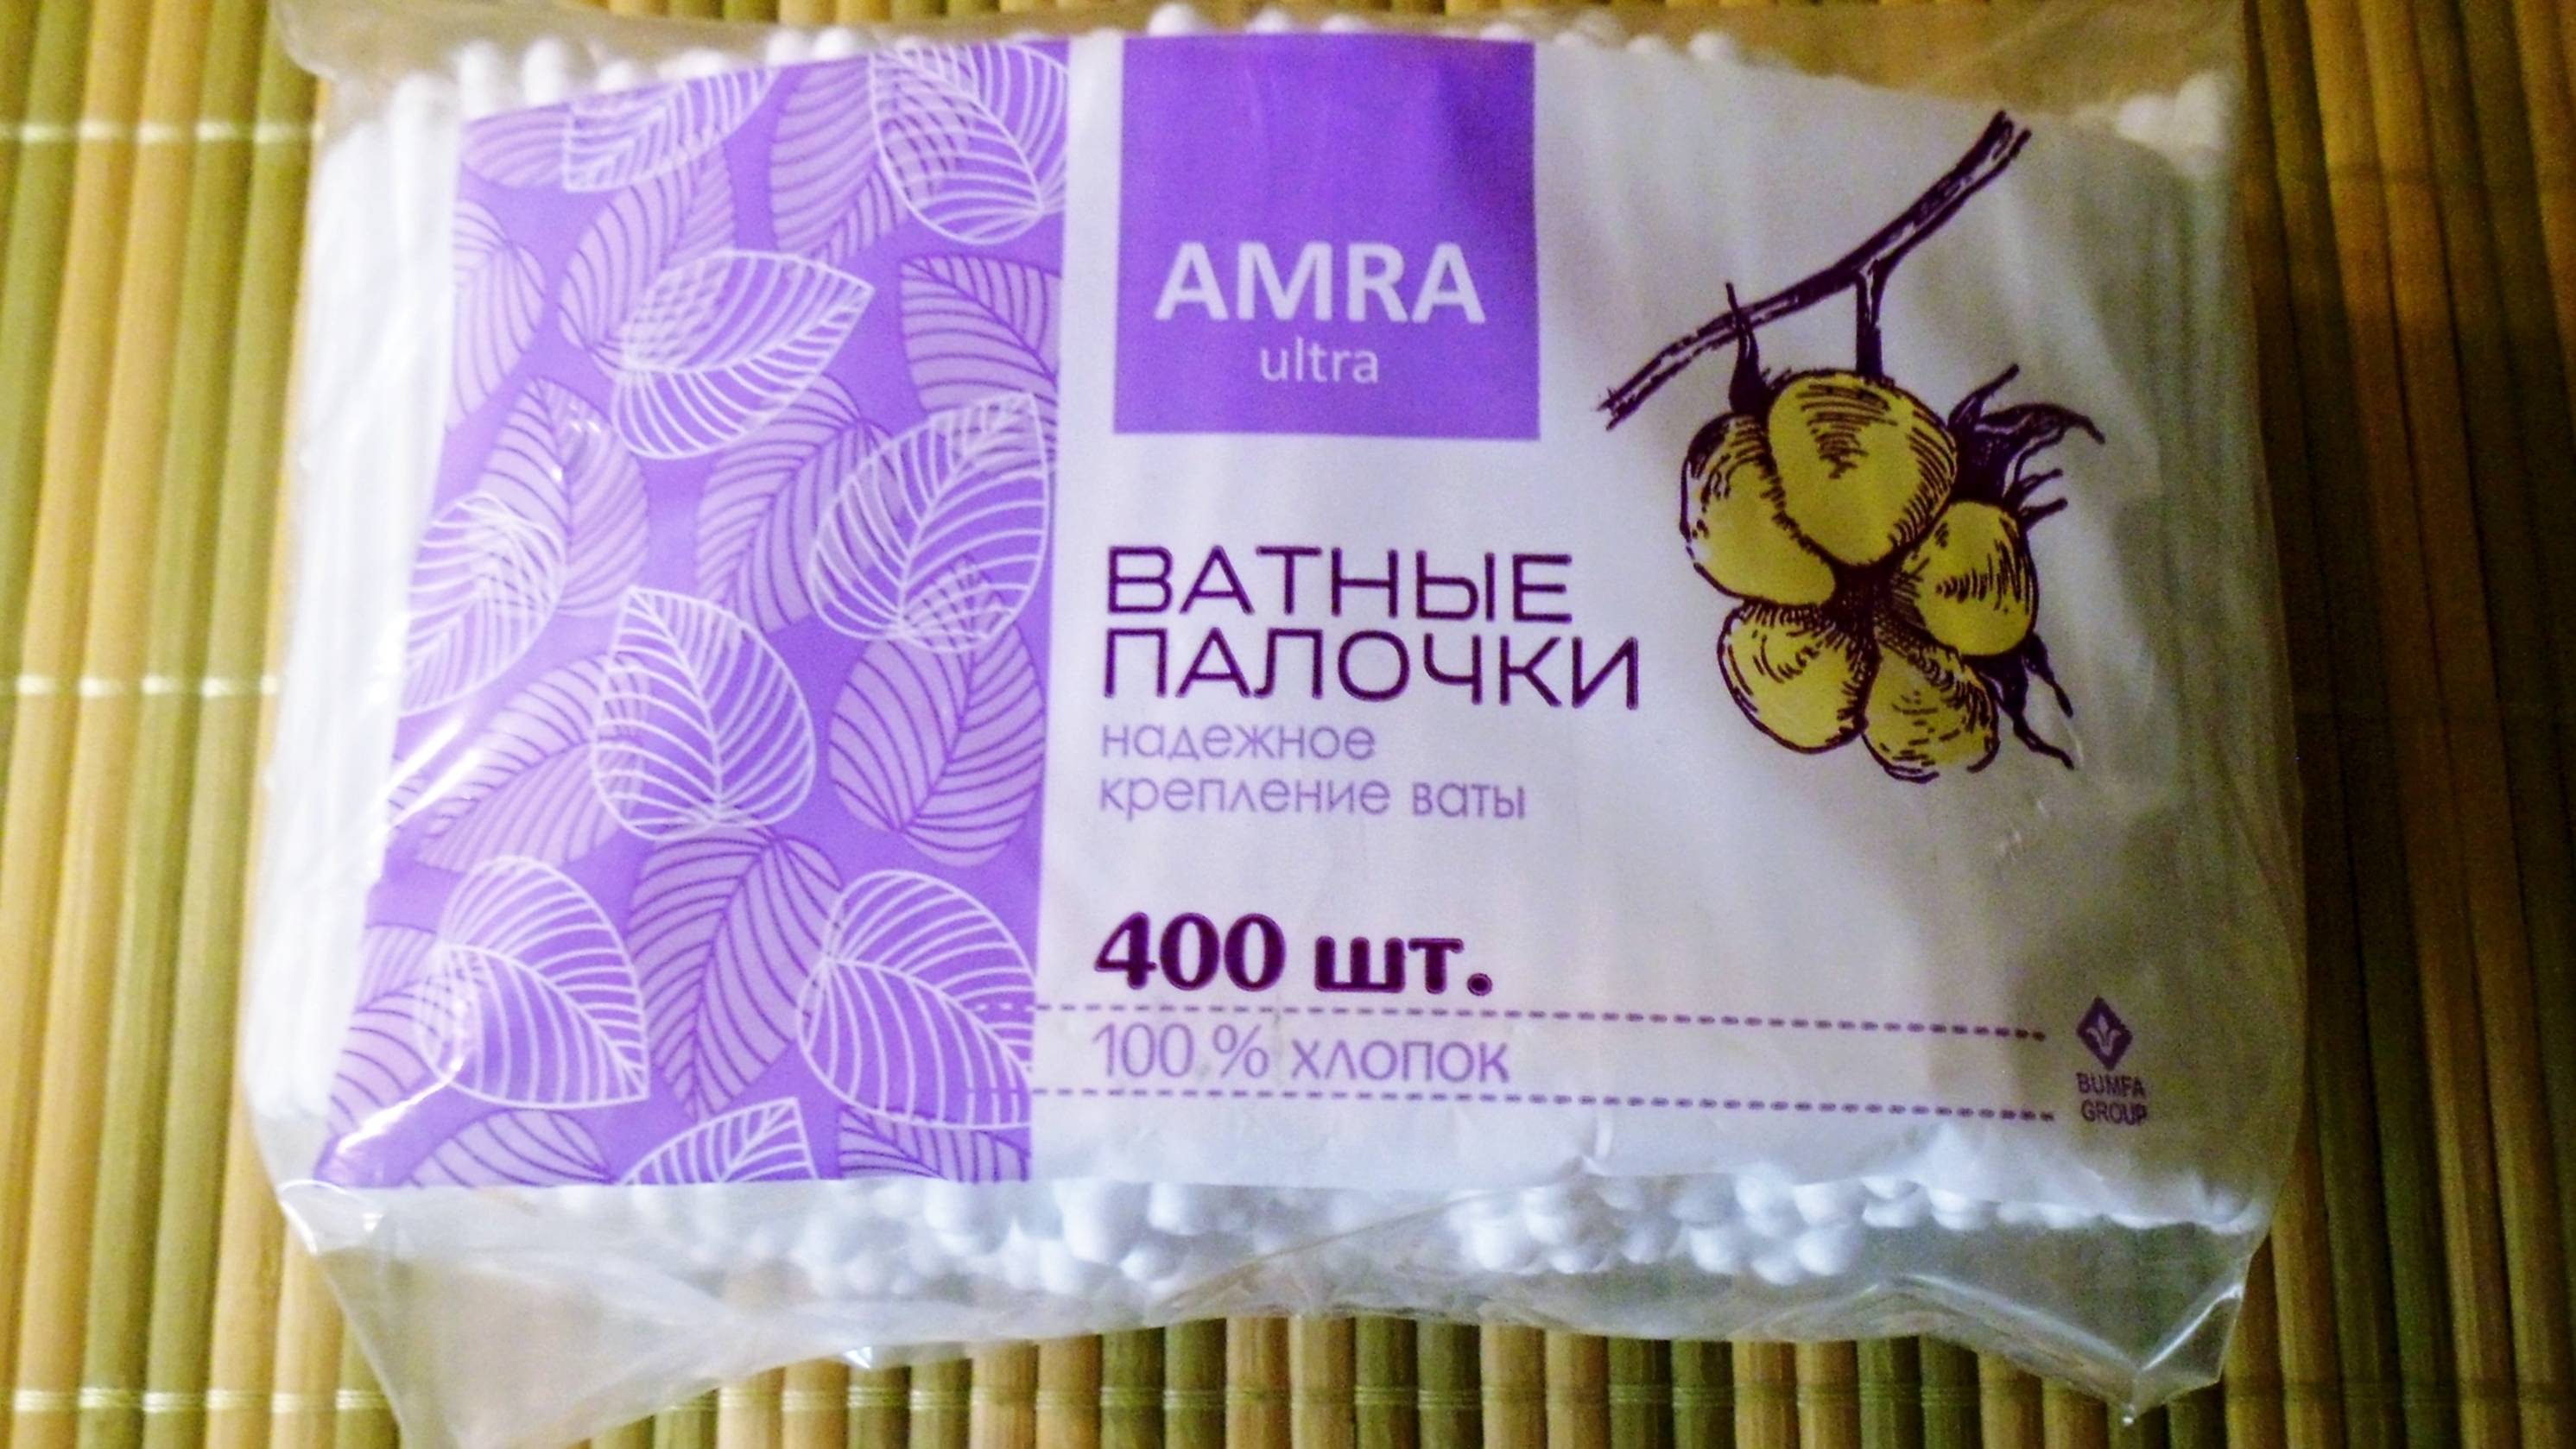 AMRA
ultra
ВАТНЫЕ
ПАЛОЧКИ
надежное
крепление ваты
400 шт.
100 % хлопок
BUMFA
GROUP